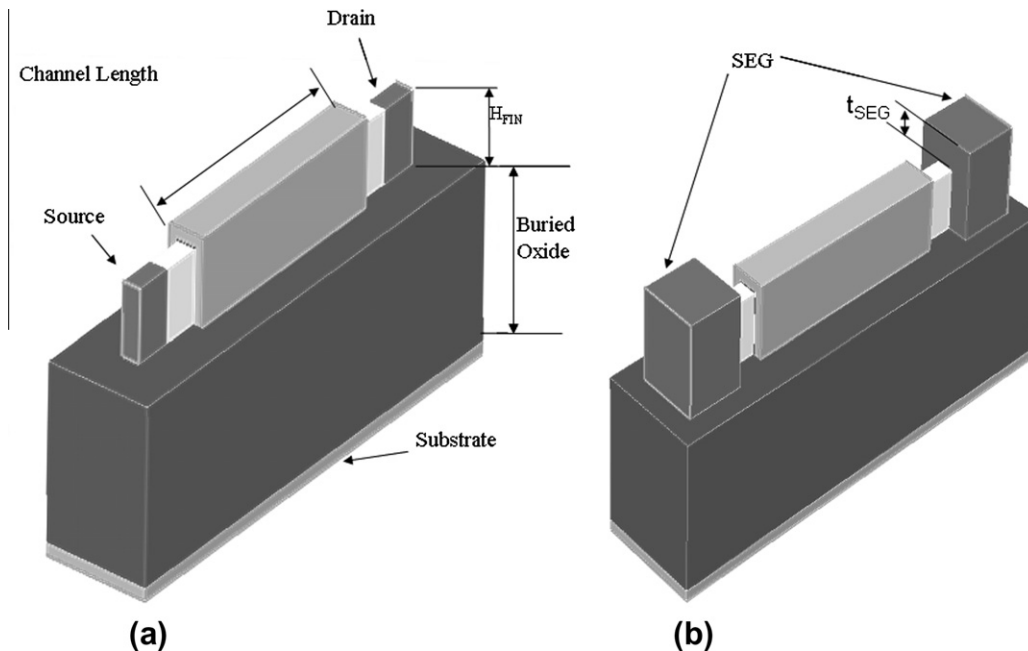 Drain
Channel Length
H_FIN
Source
Buried
Oxide
Substrate
(a)
SEG
t_SEG
(b)